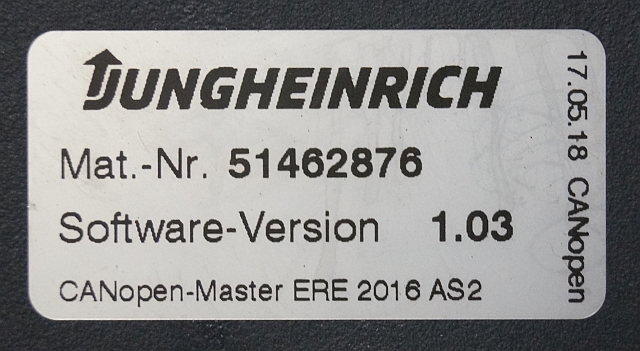 JUNGHEINRICH
Mat.-Nr. 51462876
Software-Version 1.03
CANopen-Master ERE 2016 AS2
17.05.18 CANopen